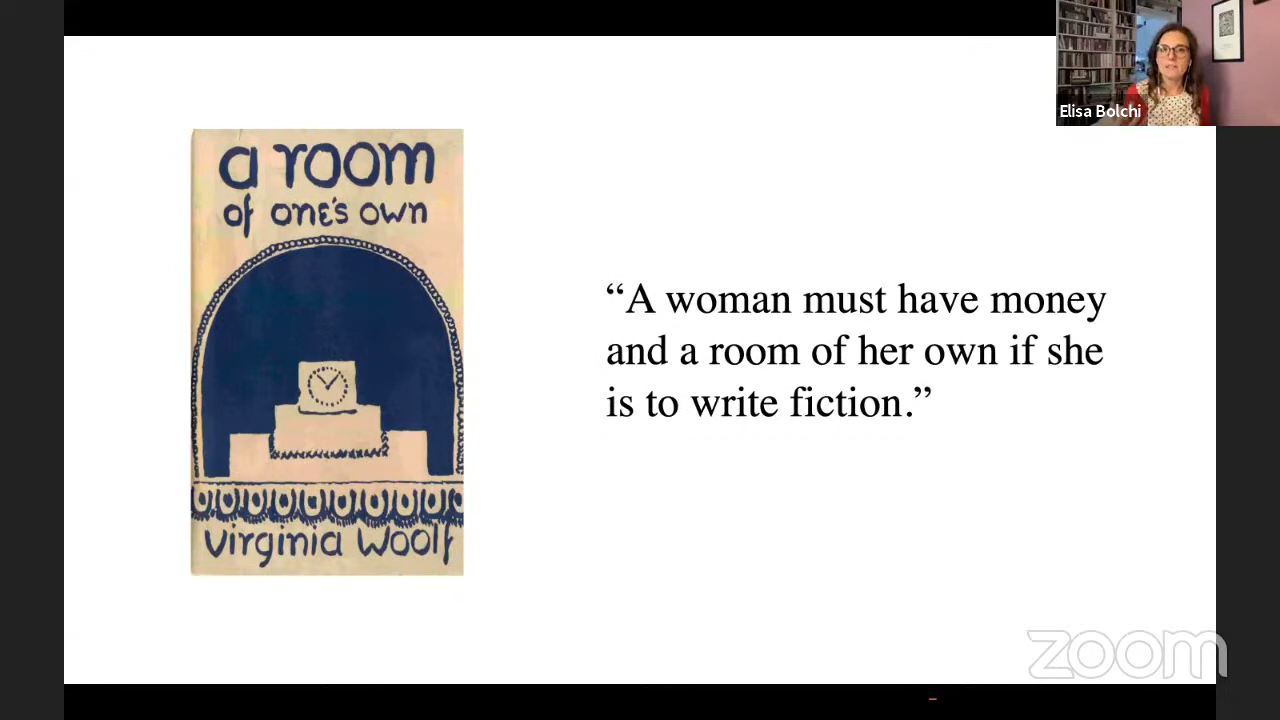 Elisa Bolchi
a room
of one's own
virginia Woolf
“A woman must have money
and a room of her own if she
is to write fiction.”
zoom